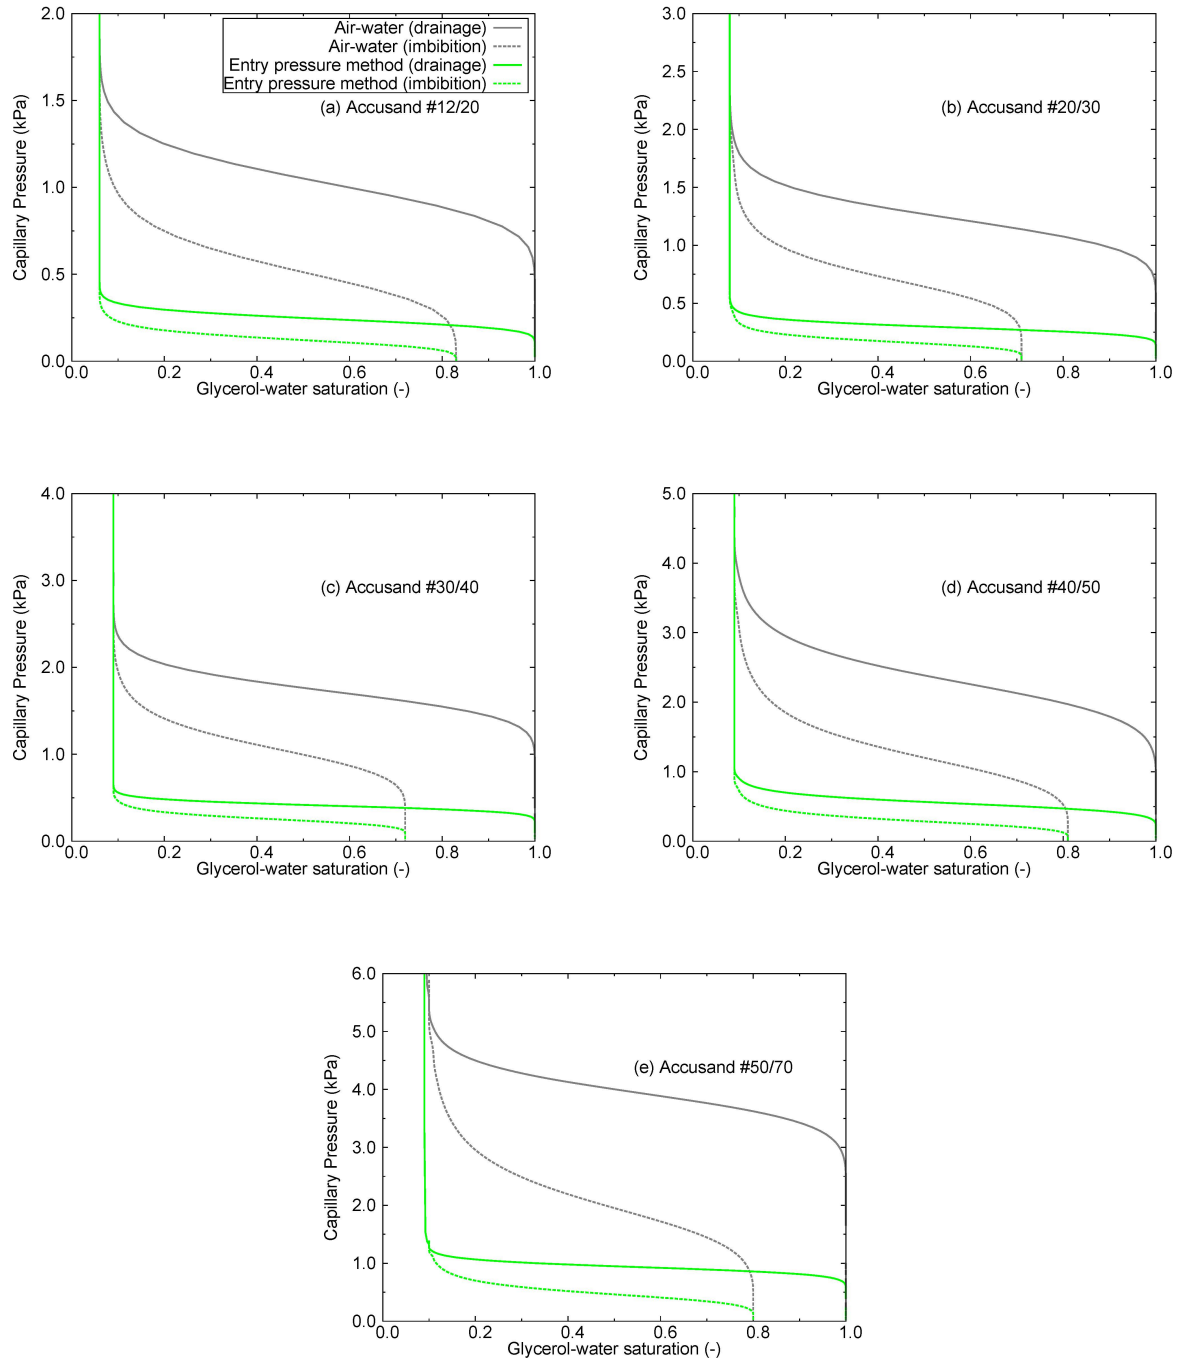 2.0
Air-water (drainage)
Air-water (imbibition)
Entry pressure method (drainage)
Entry pressure method (imbibition)
(a) Accusand #12/20
1.5
1.0
0.5
0.0
Capillary Pressure (kPa)
0.0 0.2 0.4 0.6 0.8 1.0
Glycerol-water saturation (-)
3.0
(b) Accusand #20/30
2.5
2.0
1.5
1.0
0.5
0.0
Capillary Pressure (kPa)
0.0 0.2 0.4 0.6 0.8 1.0
Glycerol-water saturation (-)
4.0
(c) Accusand #30/40
3.0
2.0
1.0
0.0
Capillary Pressure (kPa)
0.0 0.2 0.4 0.6 0.8 1.0
Glycerol-water saturation (-)
5.0
(d) Accusand #40/50
4.0
3.0
2.0
1.0
0.0
Capillary Pressure (kPa)
0.0 0.2 0.4 0.6 0.8 1.0
Glycerol-water saturation (-)
6.0
(e) Accusand #50/70
5.0
4.0
3.0
2.0
1.0
0.0
Capillary Pressure (kPa)
0.0 0.2 0.4 0.6 0.8 1.0
Glycerol-water saturation (-)